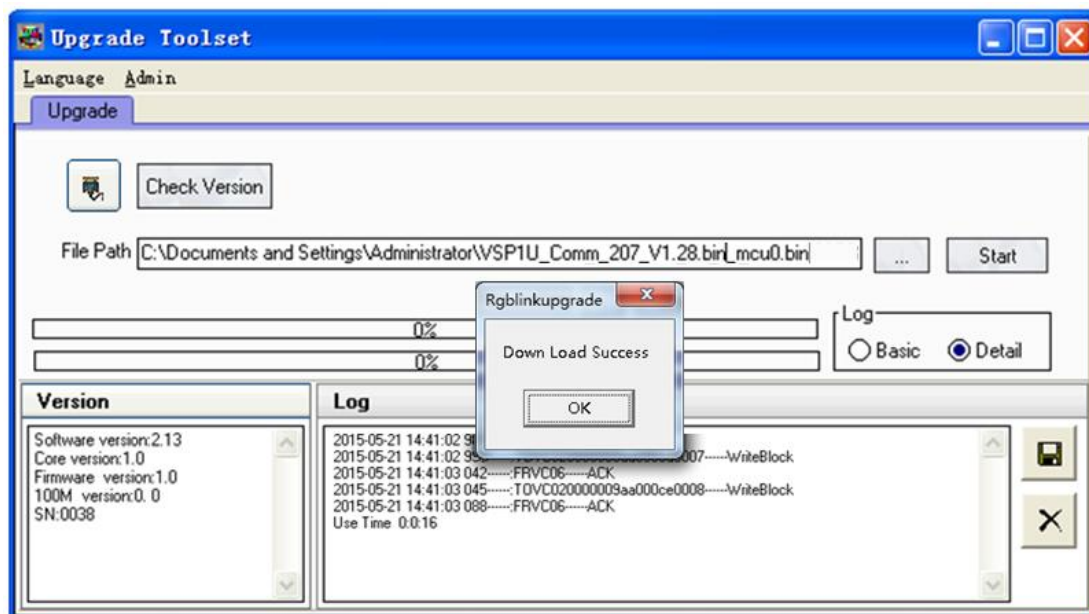 Upgrade Toolset
Language Admin
Upgrade
Check Version
File Path C:\Documents and Settings\Administrator\VSP1U_Comm_207_V1.28.bin_mcu0.bin ... Start
Rgblinkupgrade
Down Load Success
OK
0%
0%
Log
Basic Detail
Version
Software version:2.13
Core version:1.0
Firmware version:1.0
100M version:0. 0
SN:0038
Log
2015-05-21 14:41:02
2015-05-21 14:41:02 -----WriteBlock
2015-05-21 14:41:03 042-----:FRVC06-----ACK
2015-05-21 14:41:03 045-----:TOVC020000009aa000ce0008-----WriteBlock
2015-05-21 14:41:03 088-----:FRVC06-----ACK
Use Time 0:0:16